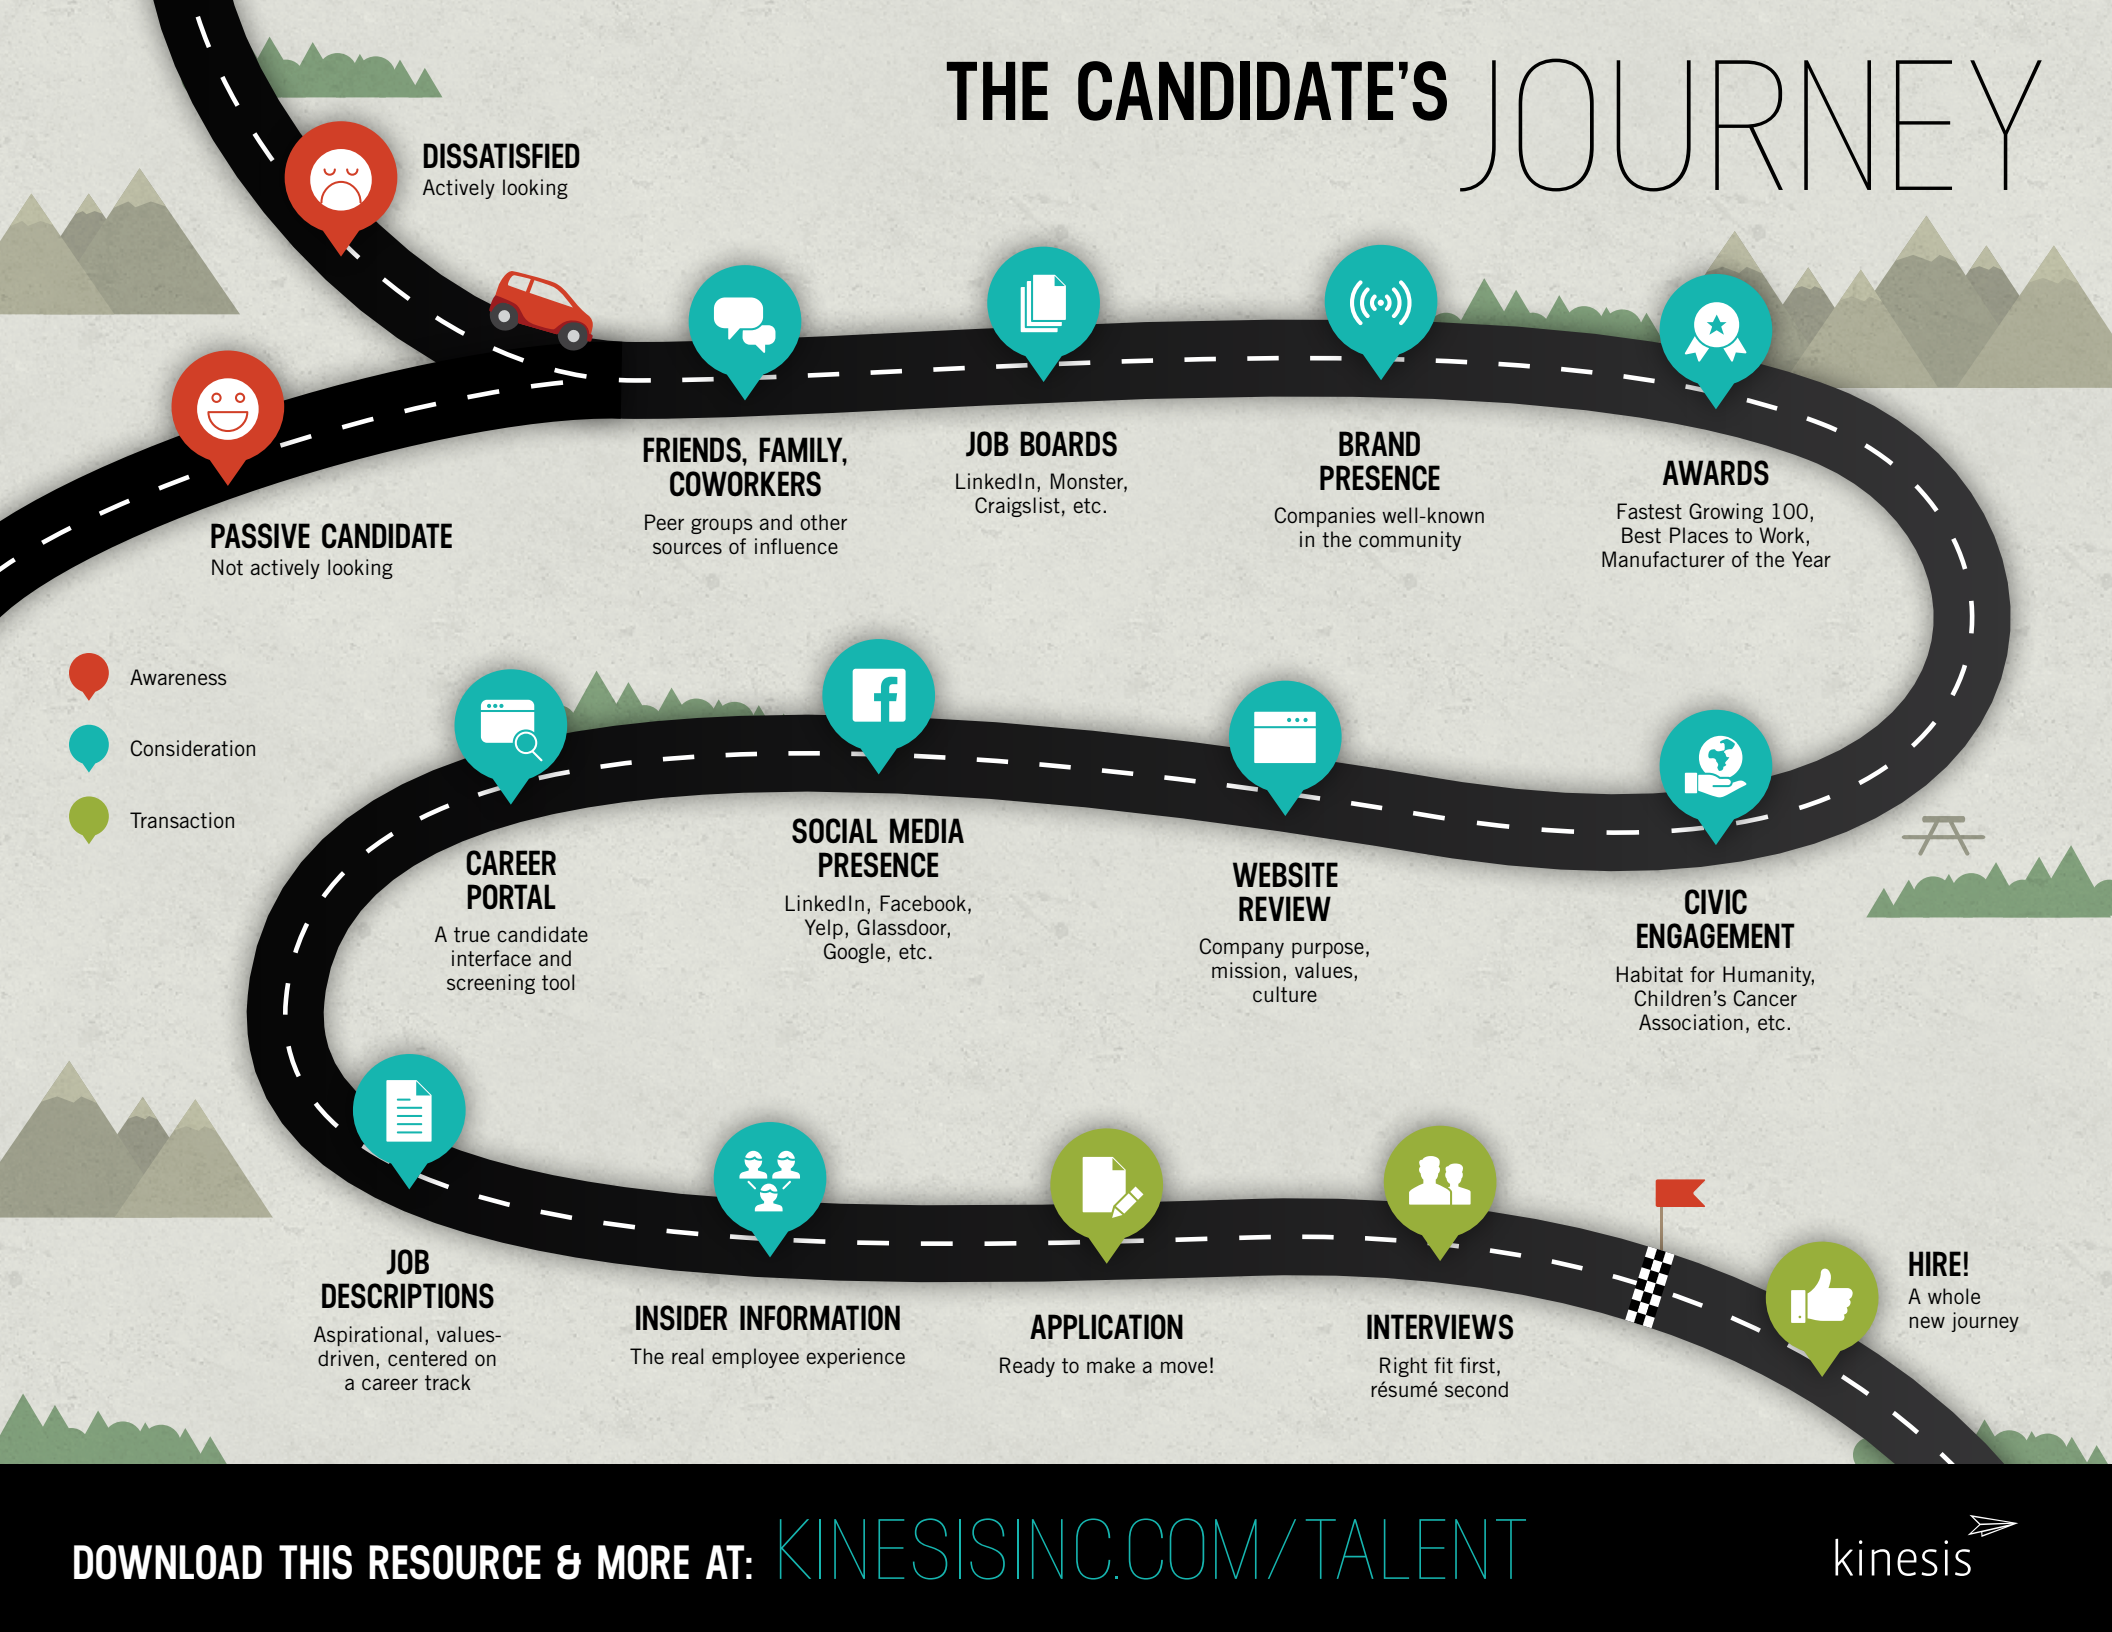 THE CANDIDATE'S JOURNEY
DISSATISFIED
Actively looking
PASSIVE CANDIDATE
Not actively looking
FRIENDS, FAMILY,
COWORKERS
Peer groups and other
sources of influence
JOB BOARDS
LinkedIn, Monster,
Craigslist, etc.
BRAND
PRESENCE
Companies well-known
in the community
AWARDS
Fastest Growing 100,
Best Places to Work,
Manufacturer of the Year
Awareness
Consideration
Transaction
CAREER
PORTAL
A true candidate
interface and
screening tool
SOCIAL MEDIA
PRESENCE
LinkedIn, Facebook,
Yelp, Glassdoor,
Google, etc.
WEBSITE
REVIEW
Company purpose,
mission, values,
culture
CIVIC
ENGAGEMENT
Habitat for Humanity,
Children's Cancer
Association, etc.
JOB
DESCRIPTIONS
Aspirational, values-
driven, centered on
a career track
INSIDER INFORMATION
The real employee experience
APPLICATION
Ready to make a move!
INTERVIEWS
Right fit first,
résumé second
HIRE!
A whole
new journey
DOWNLOAD THIS RESOURCE & MORE AT: KINESISINC.COM/TALENT
kinesis